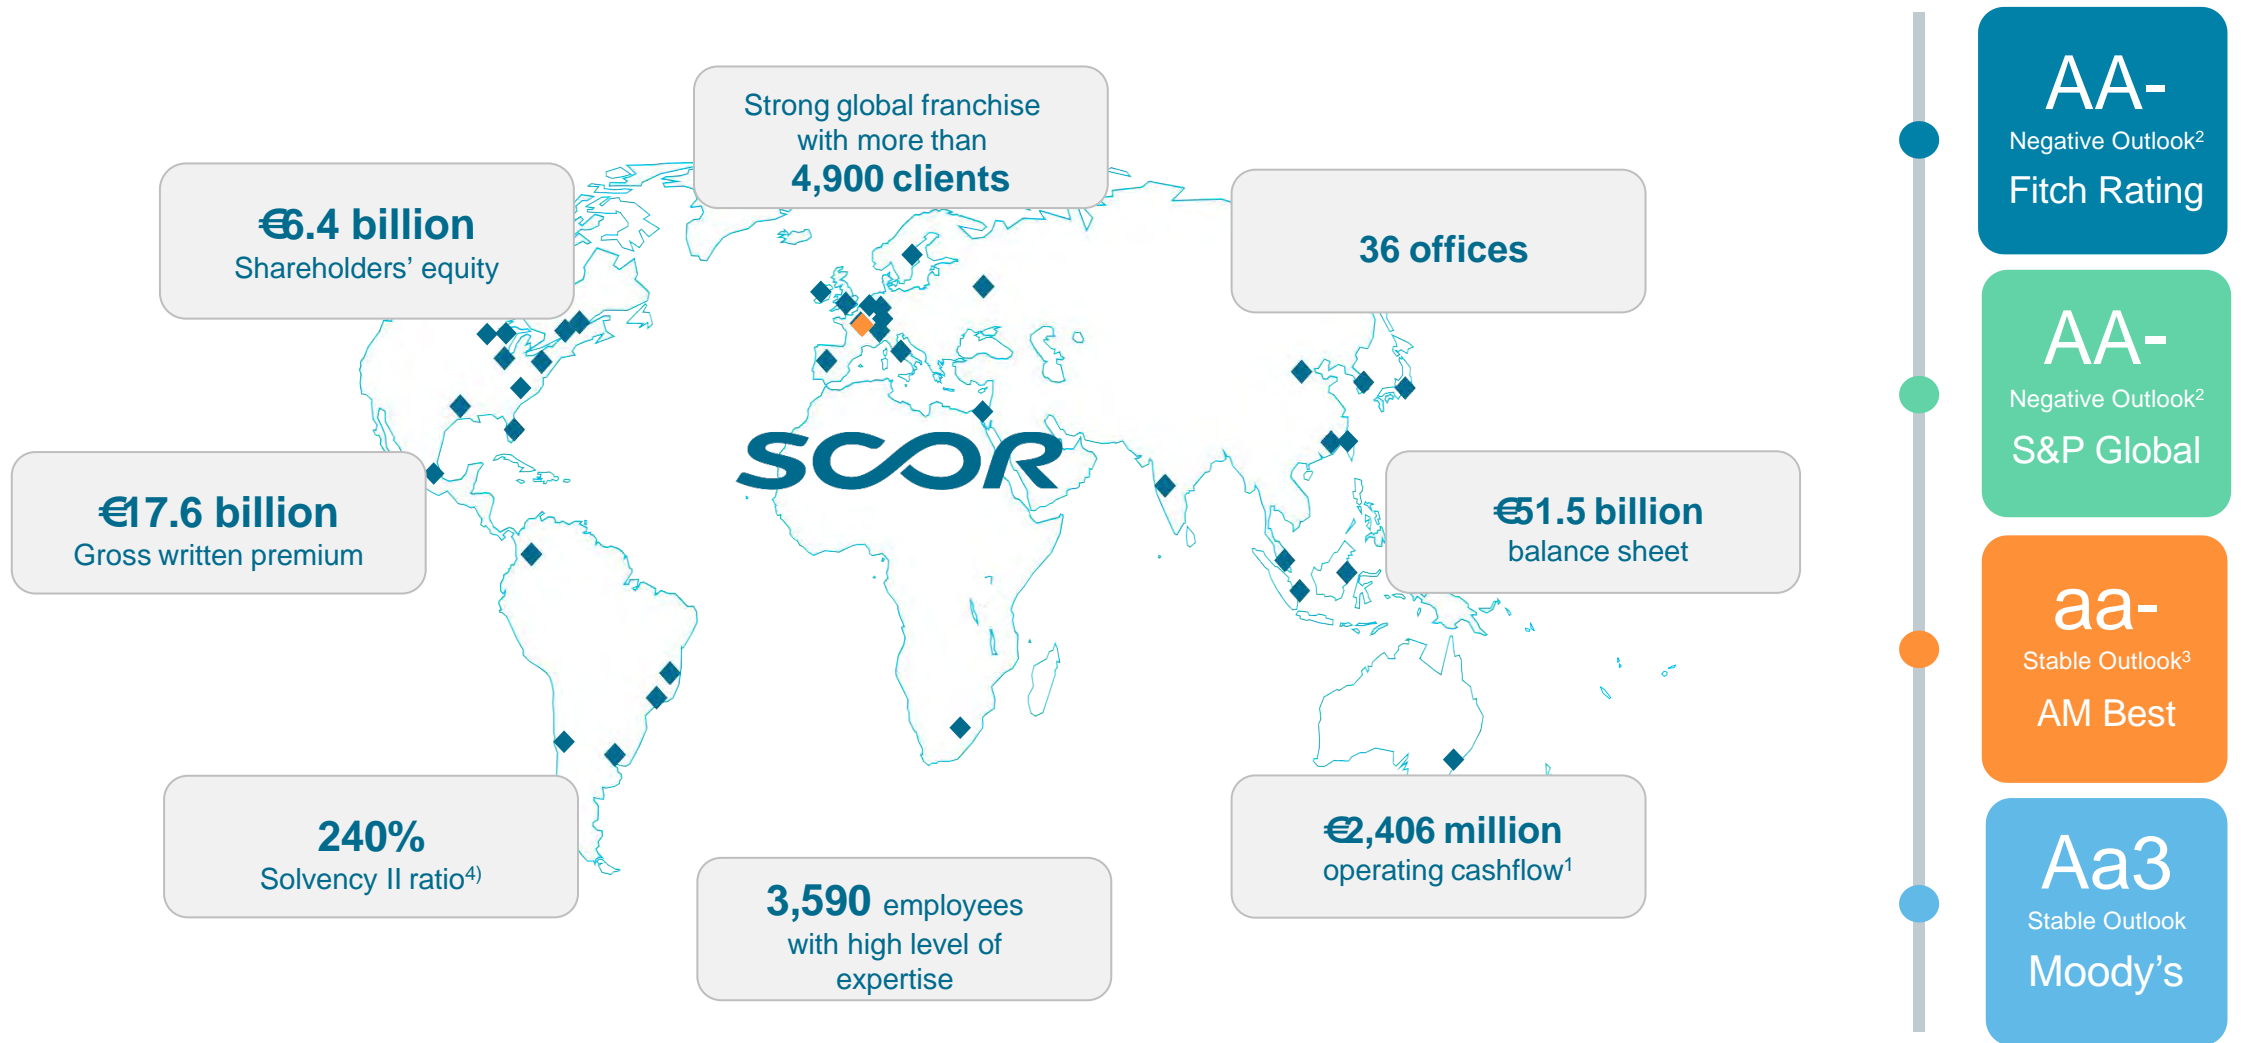 Strong global franchise
with more than
4,900 clients
€6.4 billion
Shareholders’ equity
36 offices
SCOR
€17.6 billion
Gross written premium
€51.5 billion
balance sheet
240%
Solvency II ratio4)
3,590 employees
with high level of
expertise
€2,406 million
operating cashflow1
AA-
Negative Outlook2
Fitch Rating
AA-
Negative Outlook2
S&P Global
aa-
Stable Outlook3
AM Best
Aa3
Stable Outlook
Moody’s